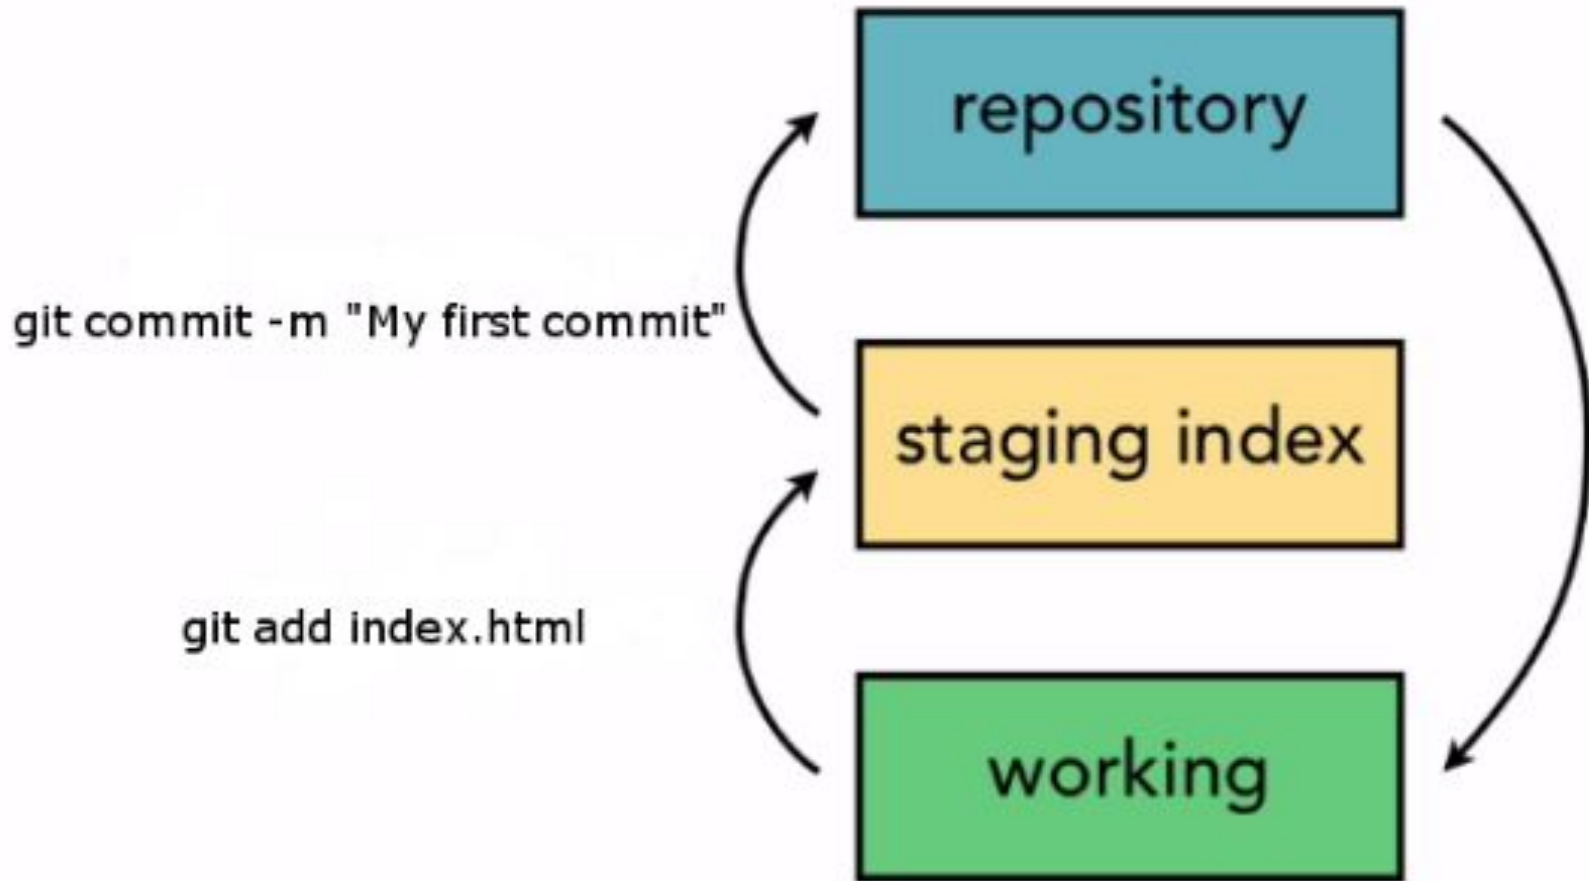 repository
git commit -m "My first commit"
staging index
git add index.html
working